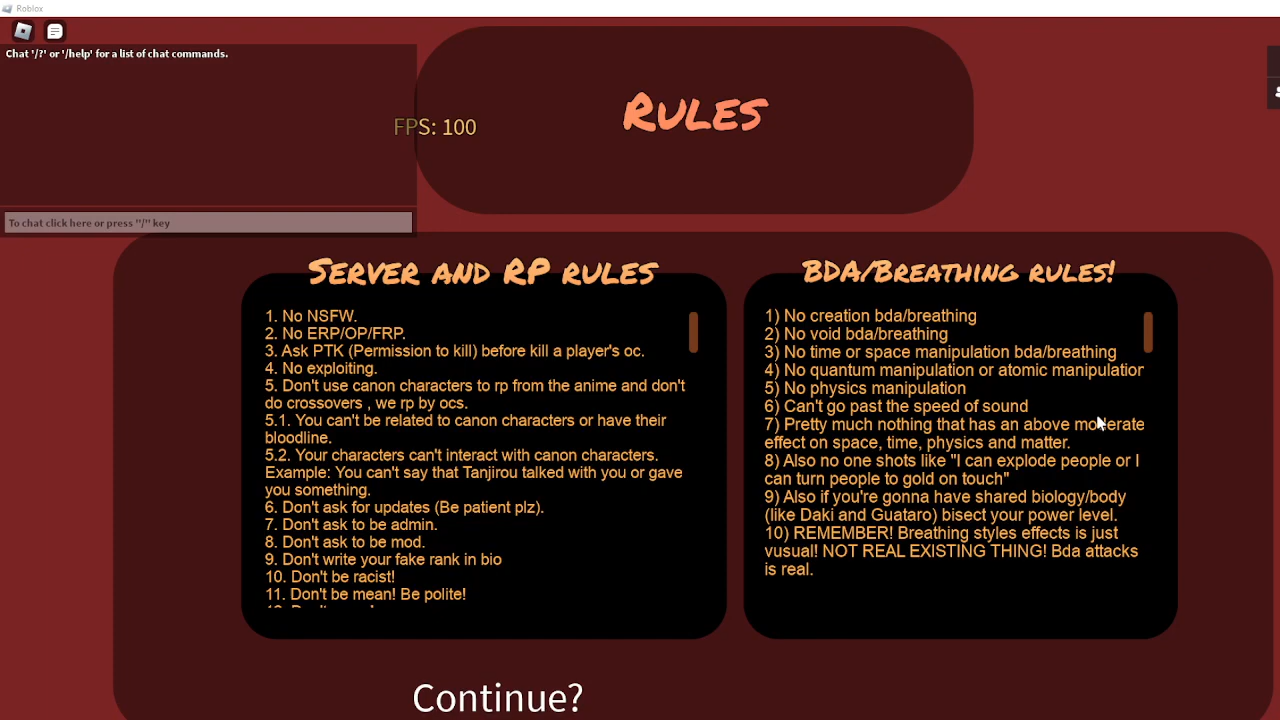 Roblox
Chat '/?' or '/help' for a list of chat commands.
FPS: 100
To chat click here or press "/" key
Rules
Server and RP rules
1. No NSFW.
2. No ERP/OP/FRP.
3. Ask PTK (Permission to kill) before kill a player's oc.
4. No exploiting.
5. Don't use canon characters to rp from the anime and don't
do crossovers , we rp by ocs.
5.1. You can't be related to canon characters or have their
bloodline.
5.2. Your characters can't interact with canon characters.
Example: You can't say that Tanjirou talked with you or gave
you something.
6. Don't ask for updates (Be patient plz).
7. Don't ask to be admin.
8. Don't ask to be mod.
9. Don't write your fake rank in bio
10. Don't be racist!
11. Don't be mean! Be polite!
BDA/Breathing rules!
1) No creation bda/breathing
2) No void bda/breathing
3) No time or space manipulation bda/breathing
4) No quantum manipulation or atomic manipulation
5) No physics manipulation
6) Can't go past the speed of sound
7) Pretty much nothing that has an above moderate
effect on space, time, physics and matter.
8) Also no one shots like "I can explode people or I
can turn people to gold on touch"
9) Also if you're gonna have shared biology/body
(like Daki and Guataro) bisect your power level.
10) REMEMBER! Breathing styles effects is just
vusual! NOT REAL EXISTING THING! Bda attacks
is real.
Continue?